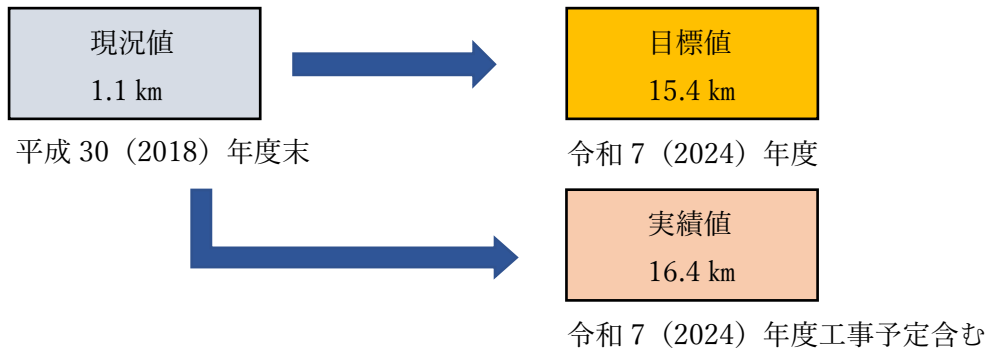 現況値
1.1 km
平成 30（2018）年度末
目標値
15.4 km
令和 7（2024）年度
実績値
16.4 km
令和 7（2024）年度工事予定含む